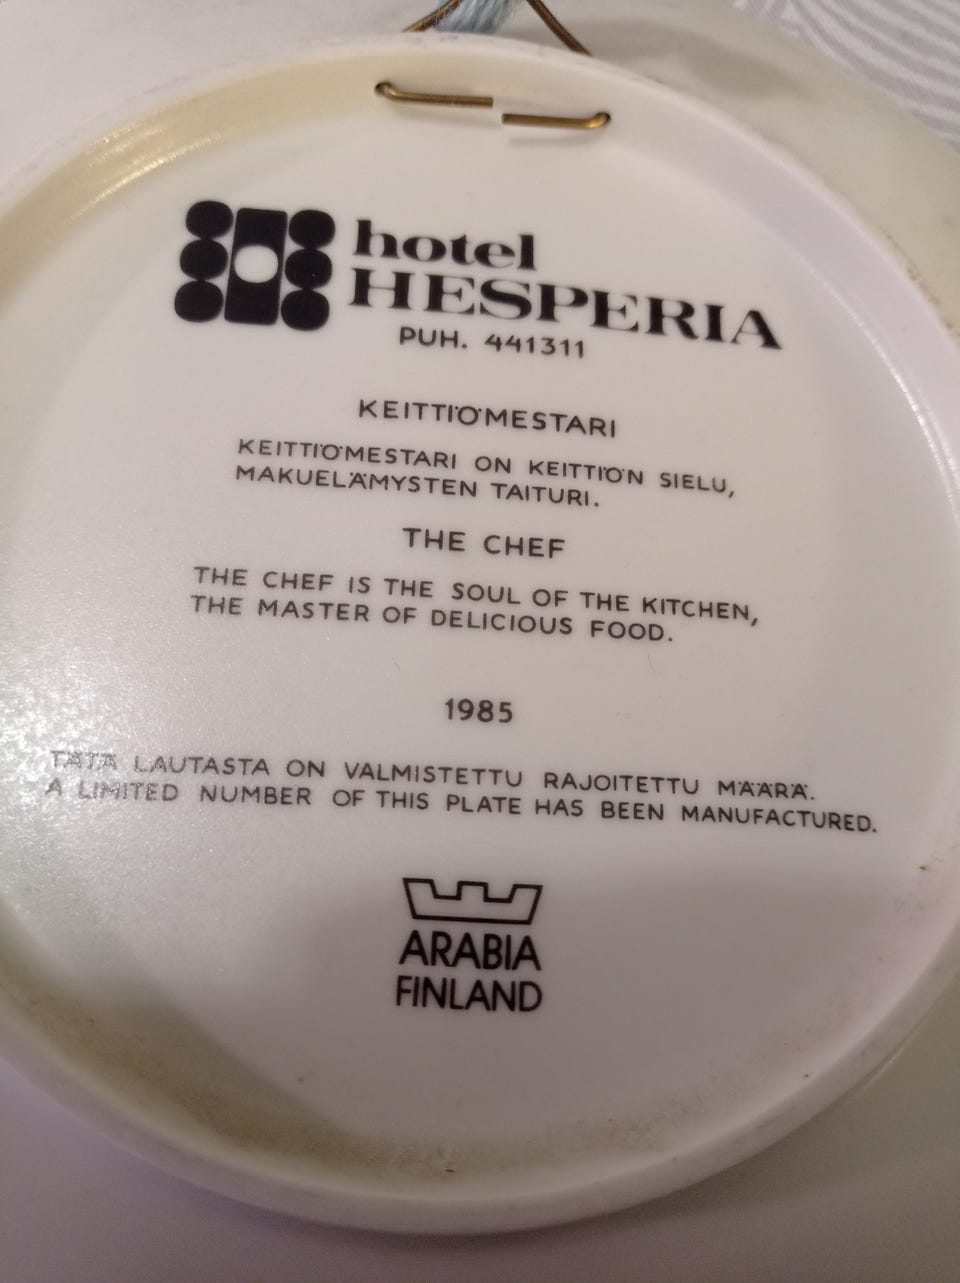 hotel
HESPERIA
PUH. 441311
KEITTIÖMESTARI
KEITTIÖMESTARI ON KEITTIÖN SIELU,
MAKUELÄMYSTEN TAITURI.
THE CHEF
THE CHEF IS THE SOUL OF THE KITCHEN,
THE MASTER OF DELICIOUS FOOD.
1985
TÄTÄ LAUTASTA ON VALMISTETTU RAJOITETTU MÄÄRÄ.
A LIMITED NUMBER OF THIS PLATE HAS BEEN MANUFACTURED.
ARABIA
FINLAND